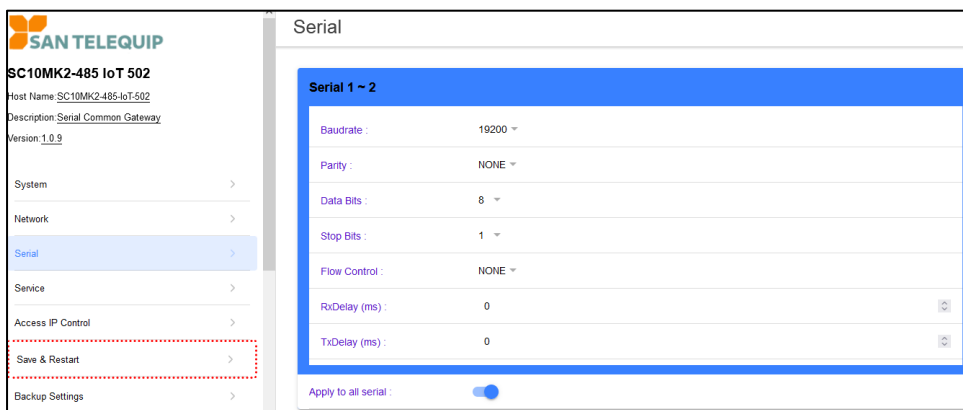 SAN TELEQUIP
SC10MK2-485 IoT 502
Host Name:SC10MK2-485-IoT-502
Description:Serial Common Gateway
Version:1.0.9
System
Network
Serial
Service
Access IP Control
Save & Restart
Backup Settings
Serial
Serial 1 ~ 2
Baudrate : 19200
Parity : NONE
Data Bits : 8
Stop Bits : 1
Flow Control : NONE
RxDelay (ms) : 0
TxDelay (ms) : 0
Apply to all serial :